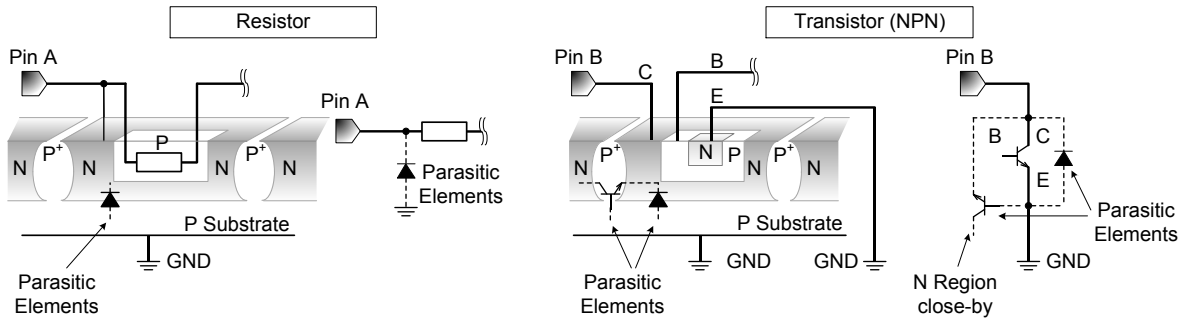 Resistor
Transistor (NPN)
Pin A
Pin A
N
P+
N
P
N
P+
N
Parasitic
Elements
P Substrate
GND
Parasitic
Elements
Pin B
C
B
E
N
P+
N
N
P
P+
N
P Substrate
GND
GND
Parasitic
Elements
Pin B
B
C
E
Parasitic
Elements
GND
N Region
close-by